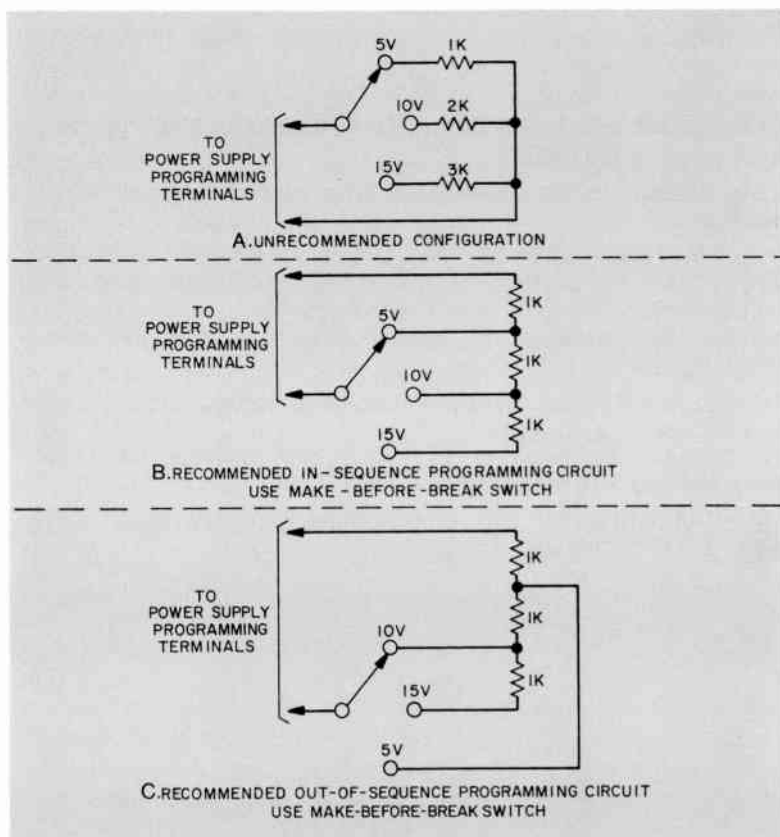 5V
1K
10V
2K
TO
POWER SUPPLY
PROGRAMMING
TERMINALS
15V
3K
A. UNRECOMMENDED CONFIGURATION
1K
TO
POWER SUPPLY
PROGRAMMING
TERMINALS
5V
1K
10V
1K
15V
B. RECOMMENDED IN-SEQUENCE PROGRAMMING CIRCUIT
USE MAKE-BEFORE-BREAK SWITCH
1K
TO
POWER SUPPLY
PROGRAMMING
TERMINALS
1K
10V
1K
15V
5V
C. RECOMMENDED OUT-OF-SEQUENCE PROGRAMMING CIRCUIT
USE MAKE-BEFORE-BREAK SWITCH